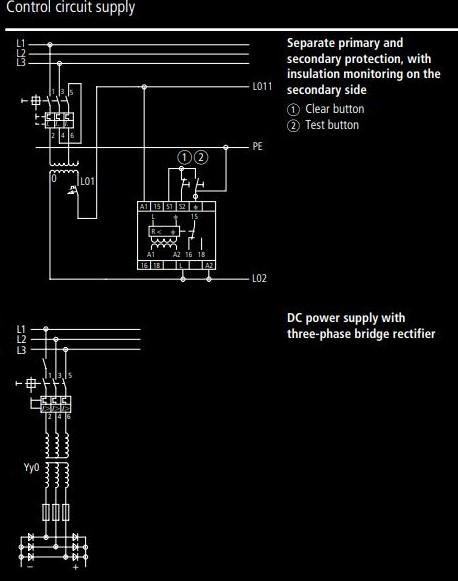 Control circuit supply
L1
L2
L3
Separate primary and
secondary protection, with
insulation monitoring on the
secondary side
1 Clear button
2 Test button
L011
1 3 5
2 4 6
PE
1 2
0
L01
A1 15 S1 S2
L 15
R <
A1 A2 16 18
16 18 L A2
L02
DC power supply with
three-phase bridge rectifier
L1
L2
L3
1 3 5
2 4 6
Yy0
− +